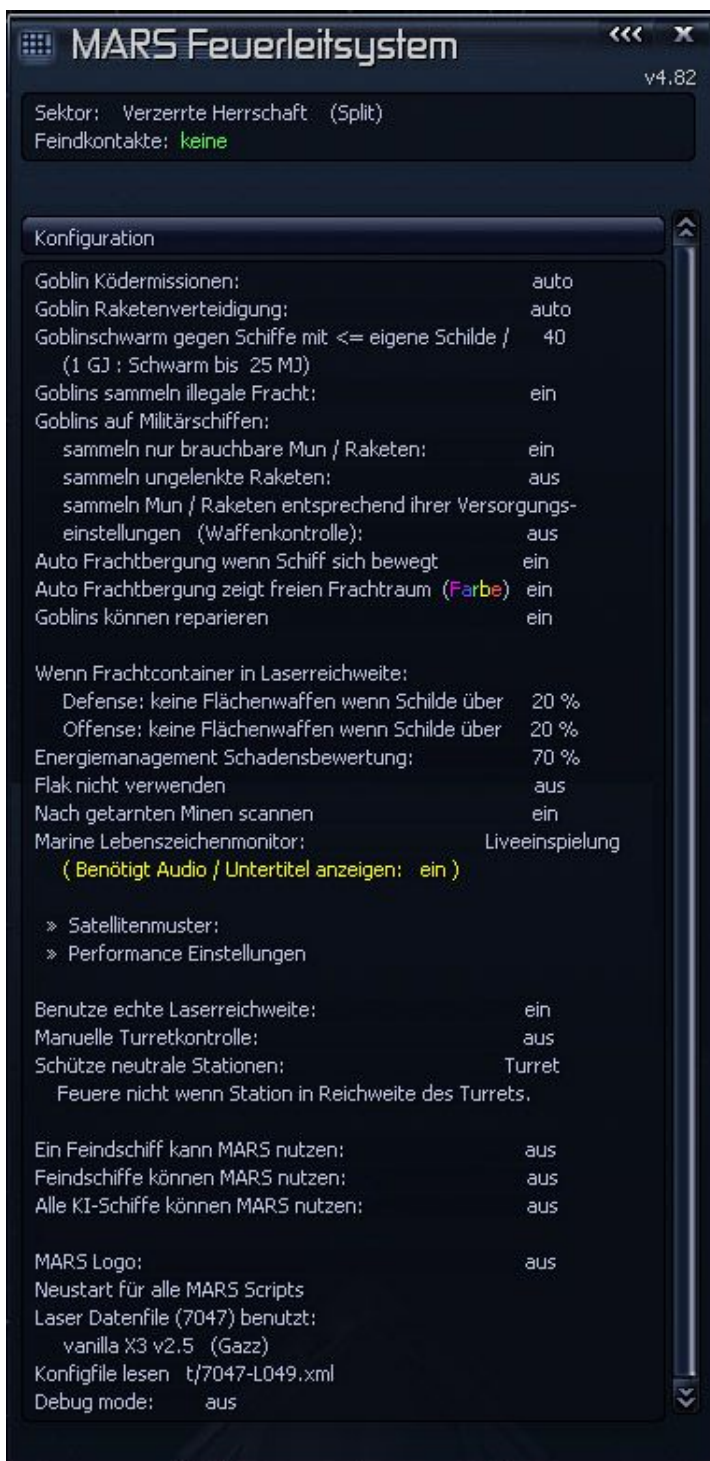 MARS Feuerleitsystem
v4.82
Sektor: Verzerrte Herrschaft (Split)
Feindkontakte: keine
Konfiguration
Goblin Ködermissionen: auto
Goblin Raketenverteidigung: auto
Goblinschwarm gegen Schiffe mit <= eigene Schilde / 40
(1 GJ : Schwarm bis 25 MJ)
Goblins sammeln illegale Fracht: ein
Goblins auf Militärschiffen:
sammeln nur brauchbare Mun / Raketen: ein
sammeln ungelenkte Raketen: aus
sammeln Mun / Raketen entsprechend ihrer Versorgungs-
einstellungen (Waffenkontrolle): aus
Auto Frachtbergung wenn Schiff sich bewegt ein
Auto Frachtbergung zeigt freien Frachtraum (Farbe) ein
Goblins können reparieren ein
Wenn Frachtcontainer in Laserreichweite:
Defense: keine Flächenwaffen wenn Schilde über 20 %
Offense: keine Flächenwaffen wenn Schilde über 20 %
Energiemanagement Schadensbewertung: 70 %
Flak nicht verwenden aus
Nach getarnten Minen scannen ein
Marine Lebenszeichenmonitor: Liveeinspielung
( Benötigt Audio / Untertitel anzeigen: ein )
» Satellitenmuster:
» Performance Einstellungen
Benutze echte Laserreichweite: ein
Manuelle Turretkontrolle: aus
Schütze neutrale Stationen: Turret
Feuere nicht wenn Station in Reichweite des Turrets.
Ein Feindschiff kann MARS nutzen: aus
Feindschiffe können MARS nutzen: aus
Alle KI-Schiffe können MARS nutzen: aus
MARS Logo: aus
Neustart für alle MARS Scripts
Laser Datenfile (7047) benutzt:
vanilla X3 v2.5 (Gazz)
Konfigfile lesen t/7047-L049.xml
Debug mode: aus